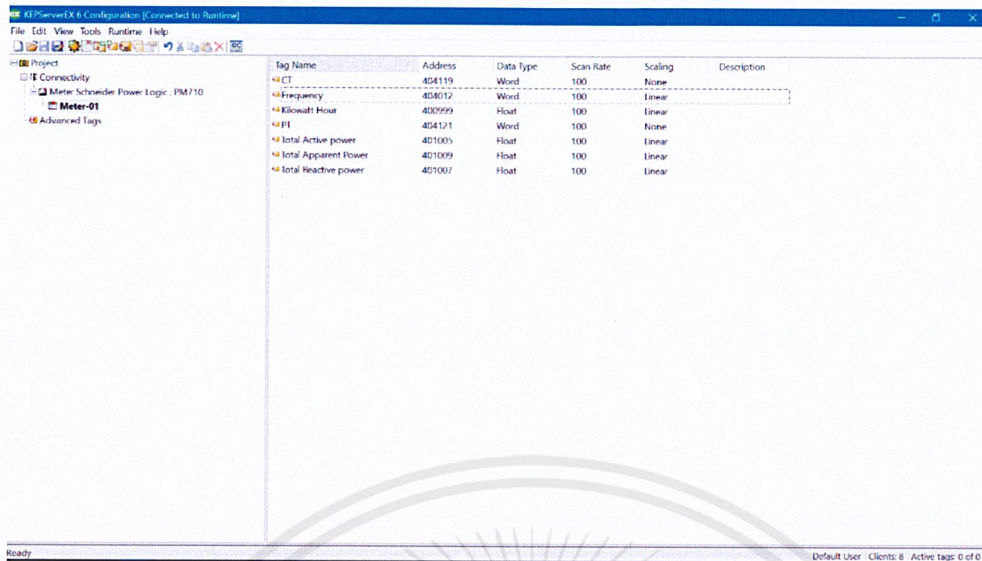 KEPServerEX 6 Configuration [Connected to Runtime]
File Edit View Tools Runtime Help
Project
Connectivity
Meter Schneider Power Logic : PM710
Meter-01
Advanced Tags
Tag Name Address Data Type Scan Rate Scaling Description
CT 404119 Word 100 None
Frequency 404012 Word 100 Linear
Kilowatt Hour 400999 Float 100 Linear
PT 404121 Word 100 None
Total Active power 401005 Float 100 Linear
Total Apparent Power 401009 Float 100 Linear
Total Reactive power 401007 Float 100 Linear
Ready Default User Clients: 8 Active tags: 0 of 0